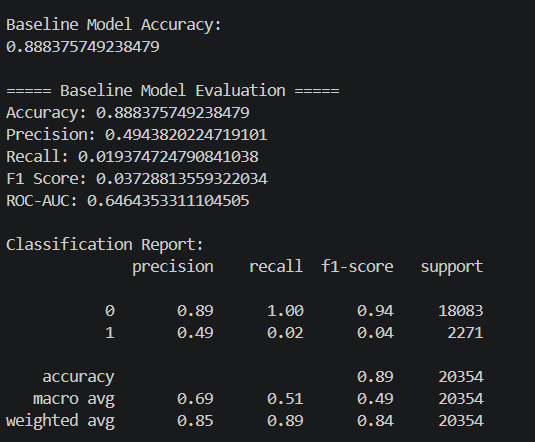 Baseline Model Accuracy:
0.888375749238479
===== Baseline Model Evaluation =====
Accuracy: 0.888375749238479
Precision: 0.4943820224719101
Recall: 0.019374724790841038
F1 Score: 0.03728813559322034
ROC-AUC: 0.6464353311104505
Classification Report:
precision recall f1-score support
0 0.89 1.00 0.94 18083
1 0.49 0.02 0.04 2271
accuracy 0.89 20354
macro avg 0.69 0.51 0.49 20354
weighted avg 0.85 0.89 0.84 20354